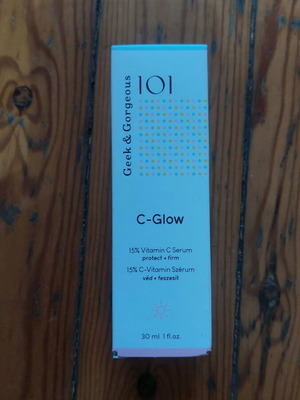 Geek & Gorgeous
101
C-Glow
15% Vitamin C Serum
protect + firm
15% C-Vitamin Szérum
véd + feszesít
30 ml 1 fl.oz.